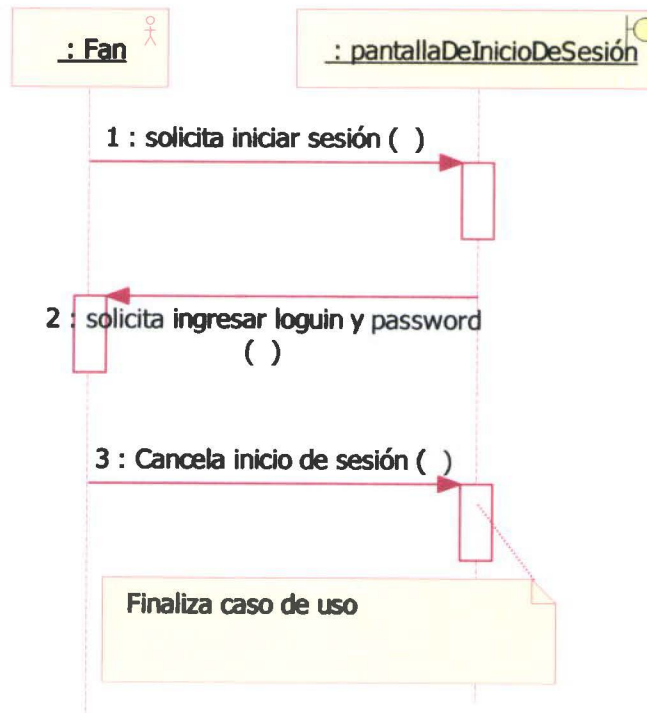 : Fan
: pantallaDeInicioDeSesión
1 : solicita iniciar sesión ( )
2 : solicita ingresar loguin y password
( )
3 : Cancela inicio de sesión ( )
Finaliza caso de uso